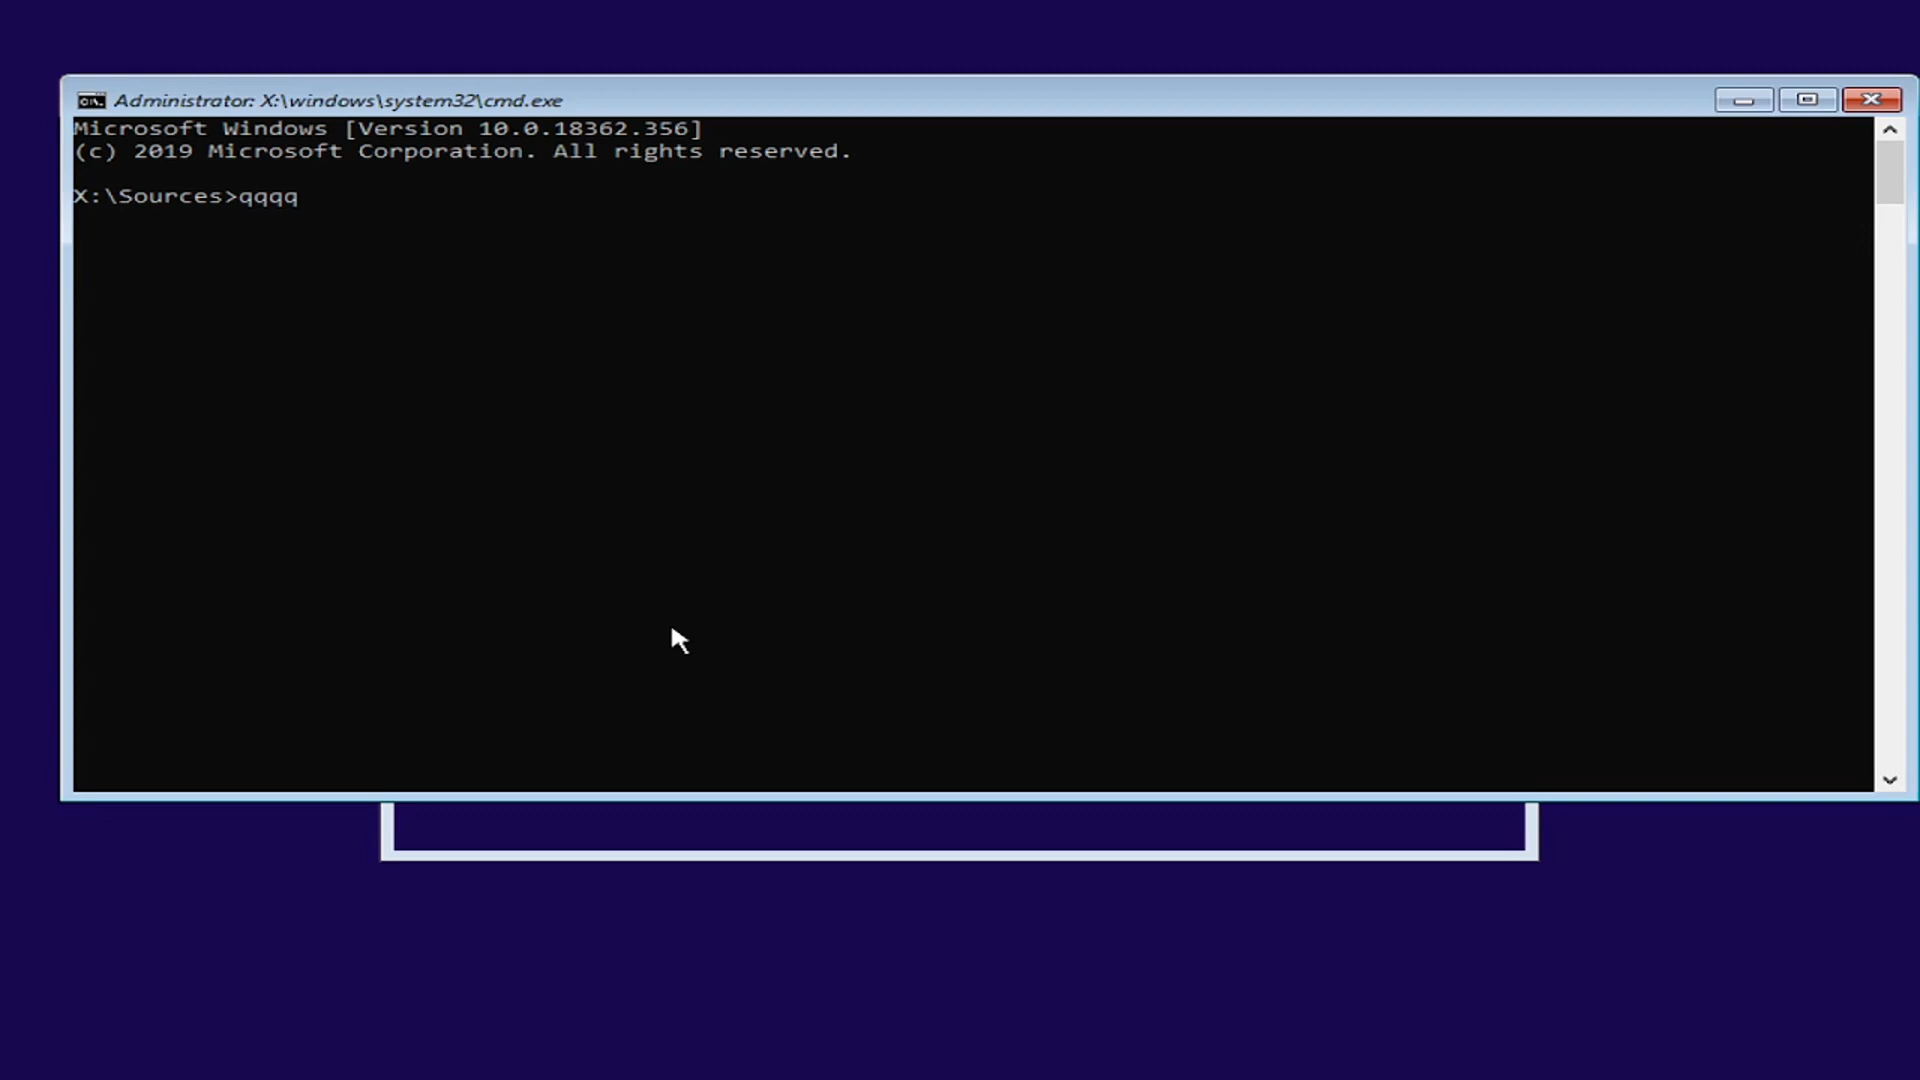 Administrator: X:\windows\system32\cmd.exe
Microsoft Windows [Version 10.0.18362.356]
(c) 2019 Microsoft Corporation. All rights reserved.
X:\Sources>qqqq